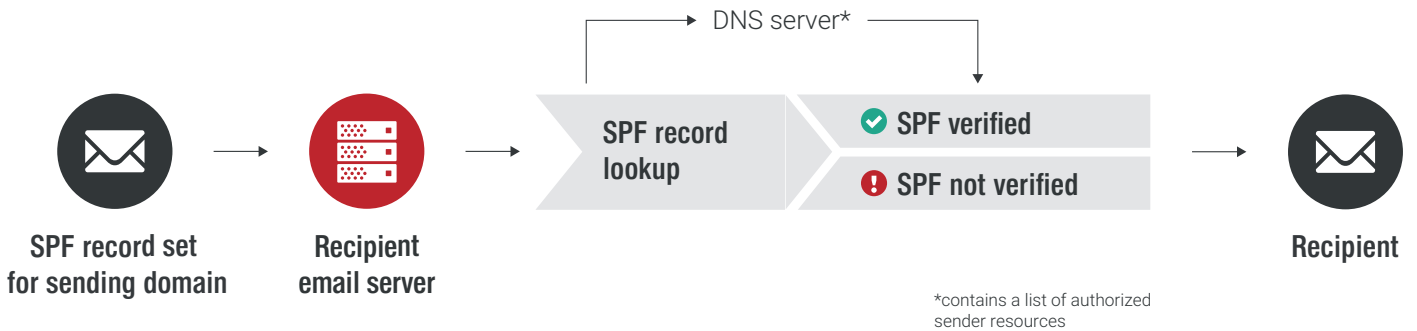 DNS server*
SPF record set
for sending domain
Recipient
email server
SPF record
lookup
SPF verified
SPF not verified
Recipient
*contains a list of authorized
sender resources